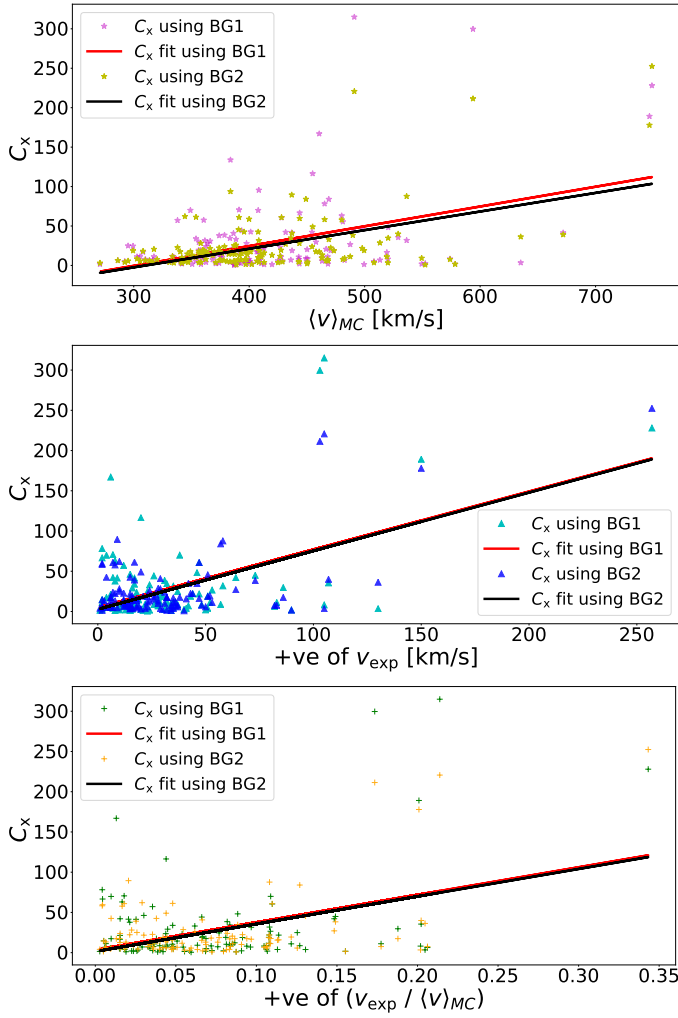 C_x using BG1
C_x fit using BG1
C_x using BG2
C_x fit using BG2
300
250
200
150
100
50
0
C_x
300 400 500 600 700
⟨v⟩_MC [km/s]
350
300
250
200
150
100
50
0
C_x
C_x using BG1
C_x fit using BG1
C_x using BG2
C_x fit using BG2
0 50 100 150 200 250
+ve of v_exp [km/s]
C_x using BG1
C_x fit using BG1
C_x using BG2
C_x fit using BG2
300
250
200
150
100
50
0
C_x
0.00 0.05 0.10 0.15 0.20 0.25 0.30 0.35
+ve of (v_exp / ⟨v⟩_MC)